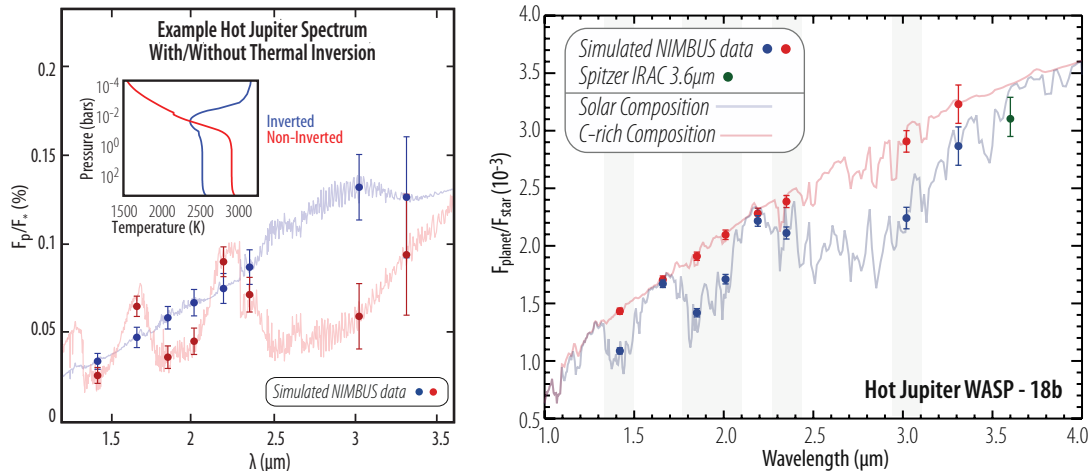 Example Hot Jupiter Spectrum
With/Without Thermal Inversion
0.2
0.15
0.10
0.05
0
Fp/F* (%)
10-4
10-2
100
102
Pressure (bars)
1500 2000 2500 3000
Temperature (K)
Inverted
Non-Inverted
Simulated NIMBUS data
1.5 2 2.5 3 3.5
λ (μm)
4.0
3.5
3.0
2.5
2.0
1.5
1.0
0.5
Fplanet/Fstar (10-3)
Simulated NIMBUS data
Spitzer IRAC 3.6μm
Solar Composition
C-rich Composition
Hot Jupiter WASP - 18b
1.0 1.5 2.0 2.5 3.0 3.5 4.0
Wavelength (μm)